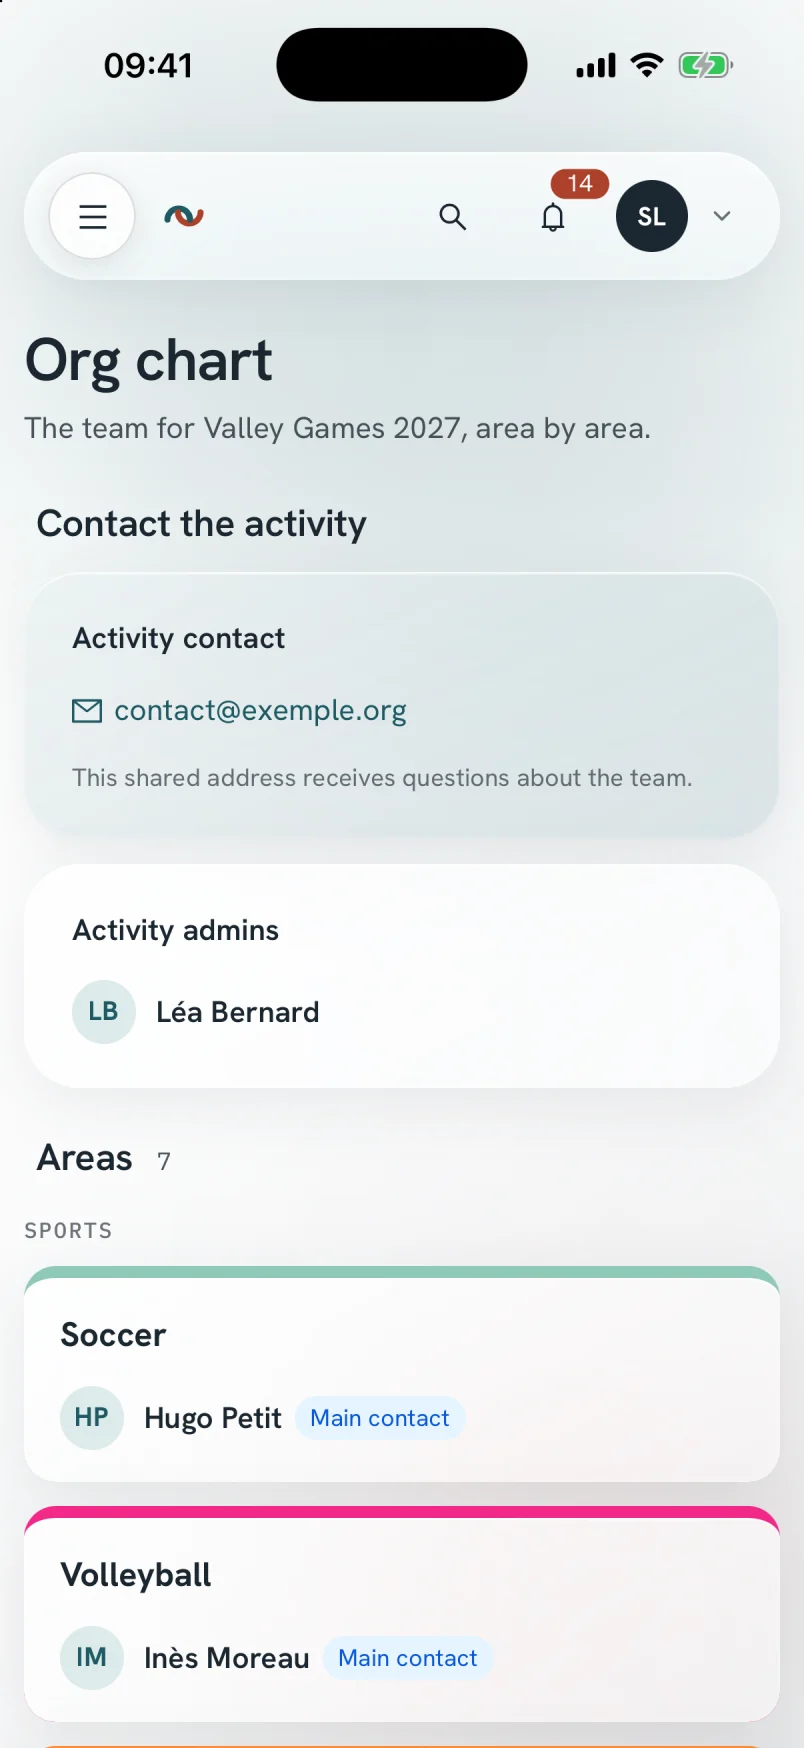 09:41
14
SL
Org chart
The team for Valley Games 2027, area by area.
Contact the activity
Activity contact
contact@exemple.org
This shared address receives questions about the team.
Activity admins
LB Léa Bernard
Areas 7
SPORTS
Soccer
HP Hugo Petit Main contact
Volleyball
IM Inès Moreau Main contact